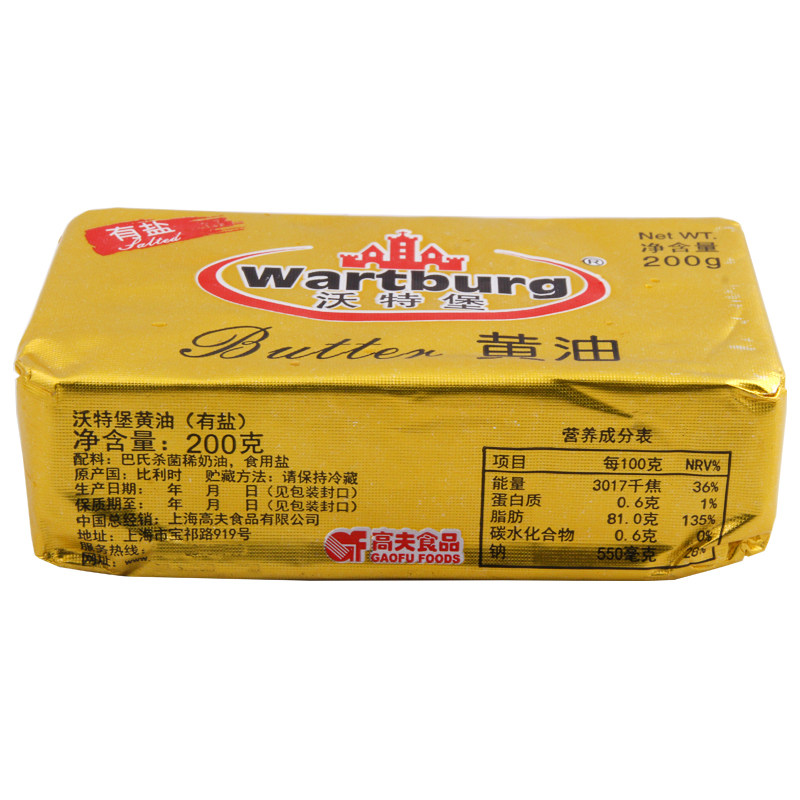 有盐
Salted
Net WT.
净含量
200g
Wartburg®
沃特堡
Butter 黄油
沃特堡黄油（有盐）
净含量：200克
配料：巴氏杀菌稀奶油，食用盐
原产国：比利时 贮藏方法：请保持冷藏
生产日期： 年 月 日（见包装封口）
保质期至： 年 月 日（见包装封口）
中国总经销：上海高夫食品有限公司
地址：上海市宝祁路919号
服务热线：
网址：
GF 高夫食品
GAOFU FOODS
营养成分表
项目 每100克 NRV%
能量 3017千焦 36%
蛋白质 0.6克 1%
脂肪 81.0克 135%
碳水化合物 0.6克 0%
钠 550毫克 28%